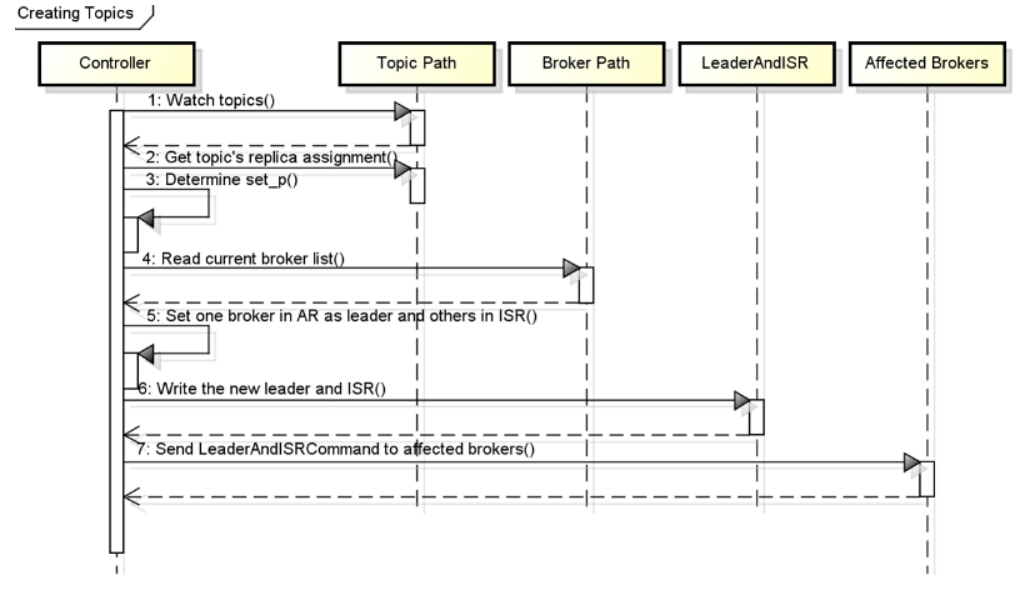 Creating Topics
Controller
Topic Path
Broker Path
LeaderAndISR
Affected Brokers
1: Watch topics()
2: Get topic's replica assignment()
3: Determine set_p()
4: Read current broker list()
5: Set one broker in AR as leader and others in ISR()
6: Write the new leader and ISR()
7: Send LeaderAndISRCommand to affected brokers()